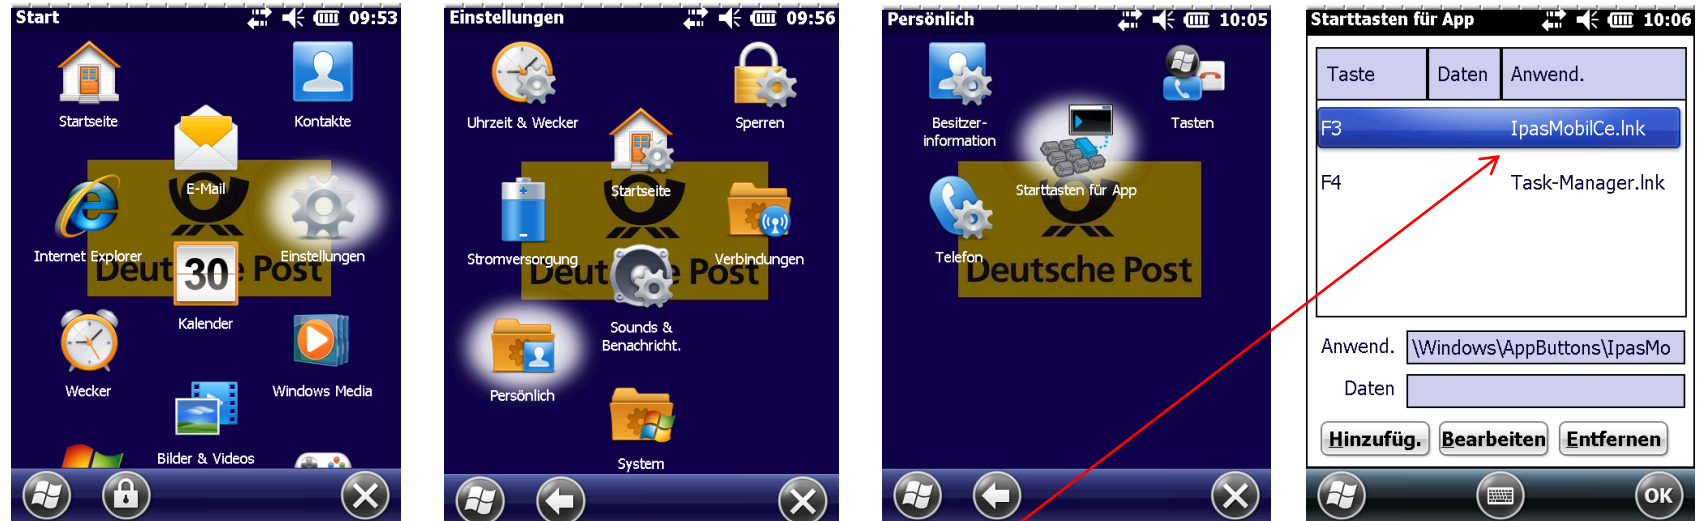 Start 09:53
Startseite
Kontakte
E-Mail
Internet Explorer
Einstellungen
Deutsche Post
30
Kalender
Wecker
Windows Media
Bilder & Videos
Einstellungen 09:56
Uhrzeit & Wecker
Sperren
Startseite
Stromversorgung
Verbindungen
Deutsche Post
Sounds &
Benachricht.
Persönlich
System
Persönlich 10:05
Besitzer-
information
Tasten
Starttasten für App
Telefon
Deutsche Post
Starttasten für App 10:06
Taste Daten Anwend.
F3 IpasMobilCe.lnk
F4 Task-Manager.lnk
Anwend. \Windows\AppButtons\IpasMo
Daten
Hinzufüg. Bearbeiten Entfernen
OK